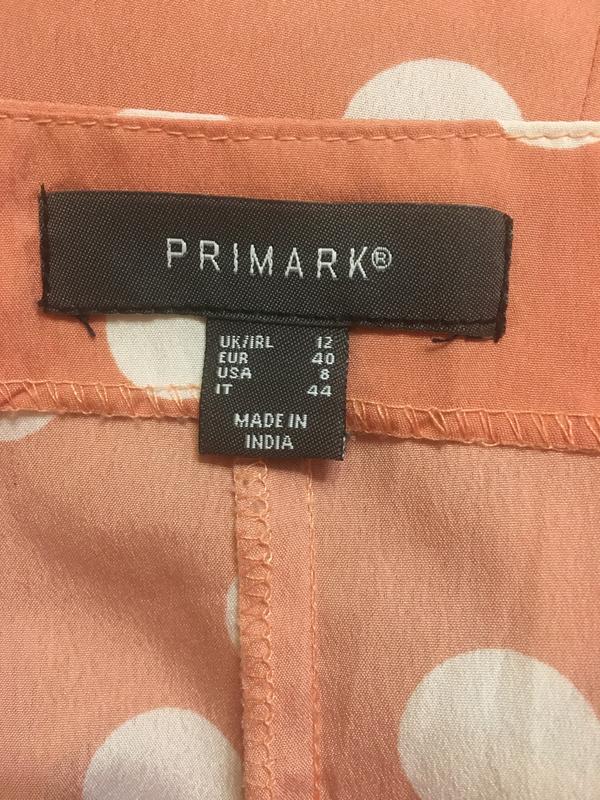 PRIMARK®
UK/IRL 12
EUR 40
USA 8
IT 44
MADE IN
INDIA